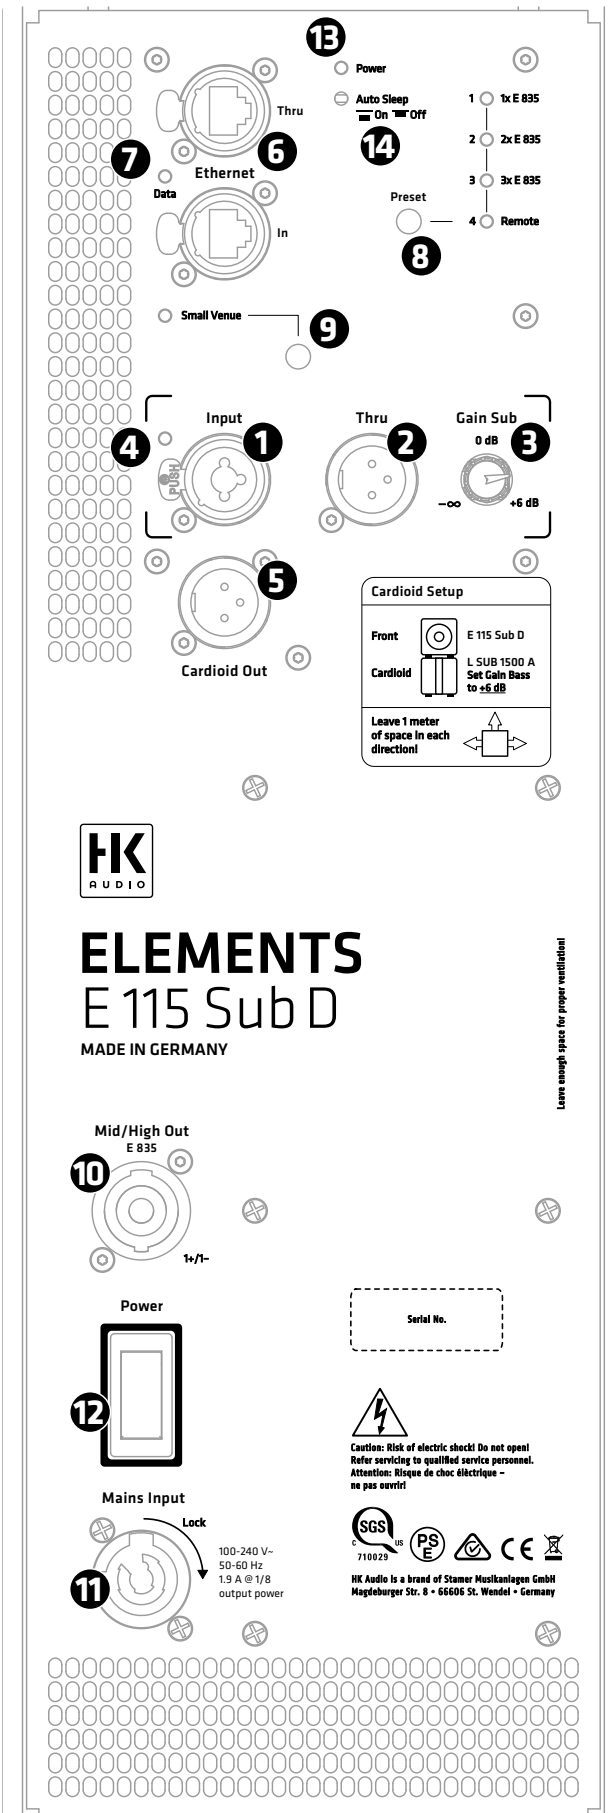 13
Power
Auto Sleep
On Off
14
1 1x E 835
2 2x E 835
3 3x E 835
4 Remote
Preset
8
Thru
6
7
Ethernet
Data
In
Small Venue
9
Input
4
1
PUSH
Thru
2
Gain Sub
0 dB
3
-∞ +6 dB
5
Cardioid Out
Cardioid Setup
Front E 115 Sub D
Cardioid L SUB 1500 A
Set Gain Bass
to +6 dB
Leave 1 meter
of space in each
direction!
HK
AUDIO
ELEMENTS
E 115 Sub D
MADE IN GERMANY
Leave enough space for proper ventilation!
Mid/High Out
E 835
10
1+/1–
Power
12
Serial No.
Caution: Risk of electric shock! Do not open!
Refer servicing to qualified service personnel.
Attention: Risque de choc élèctrique –
ne pas ouvrir!
Mains Input
Lock
11
100-240 V~
50-60 Hz
1.9 A @ 1/8
output power
SGS
C US
710029
PS
E
CE
HK Audio is a brand of Stamer Musikanlagen GmbH
Magdeburger Str. 8 • 66606 St. Wendel • Germany